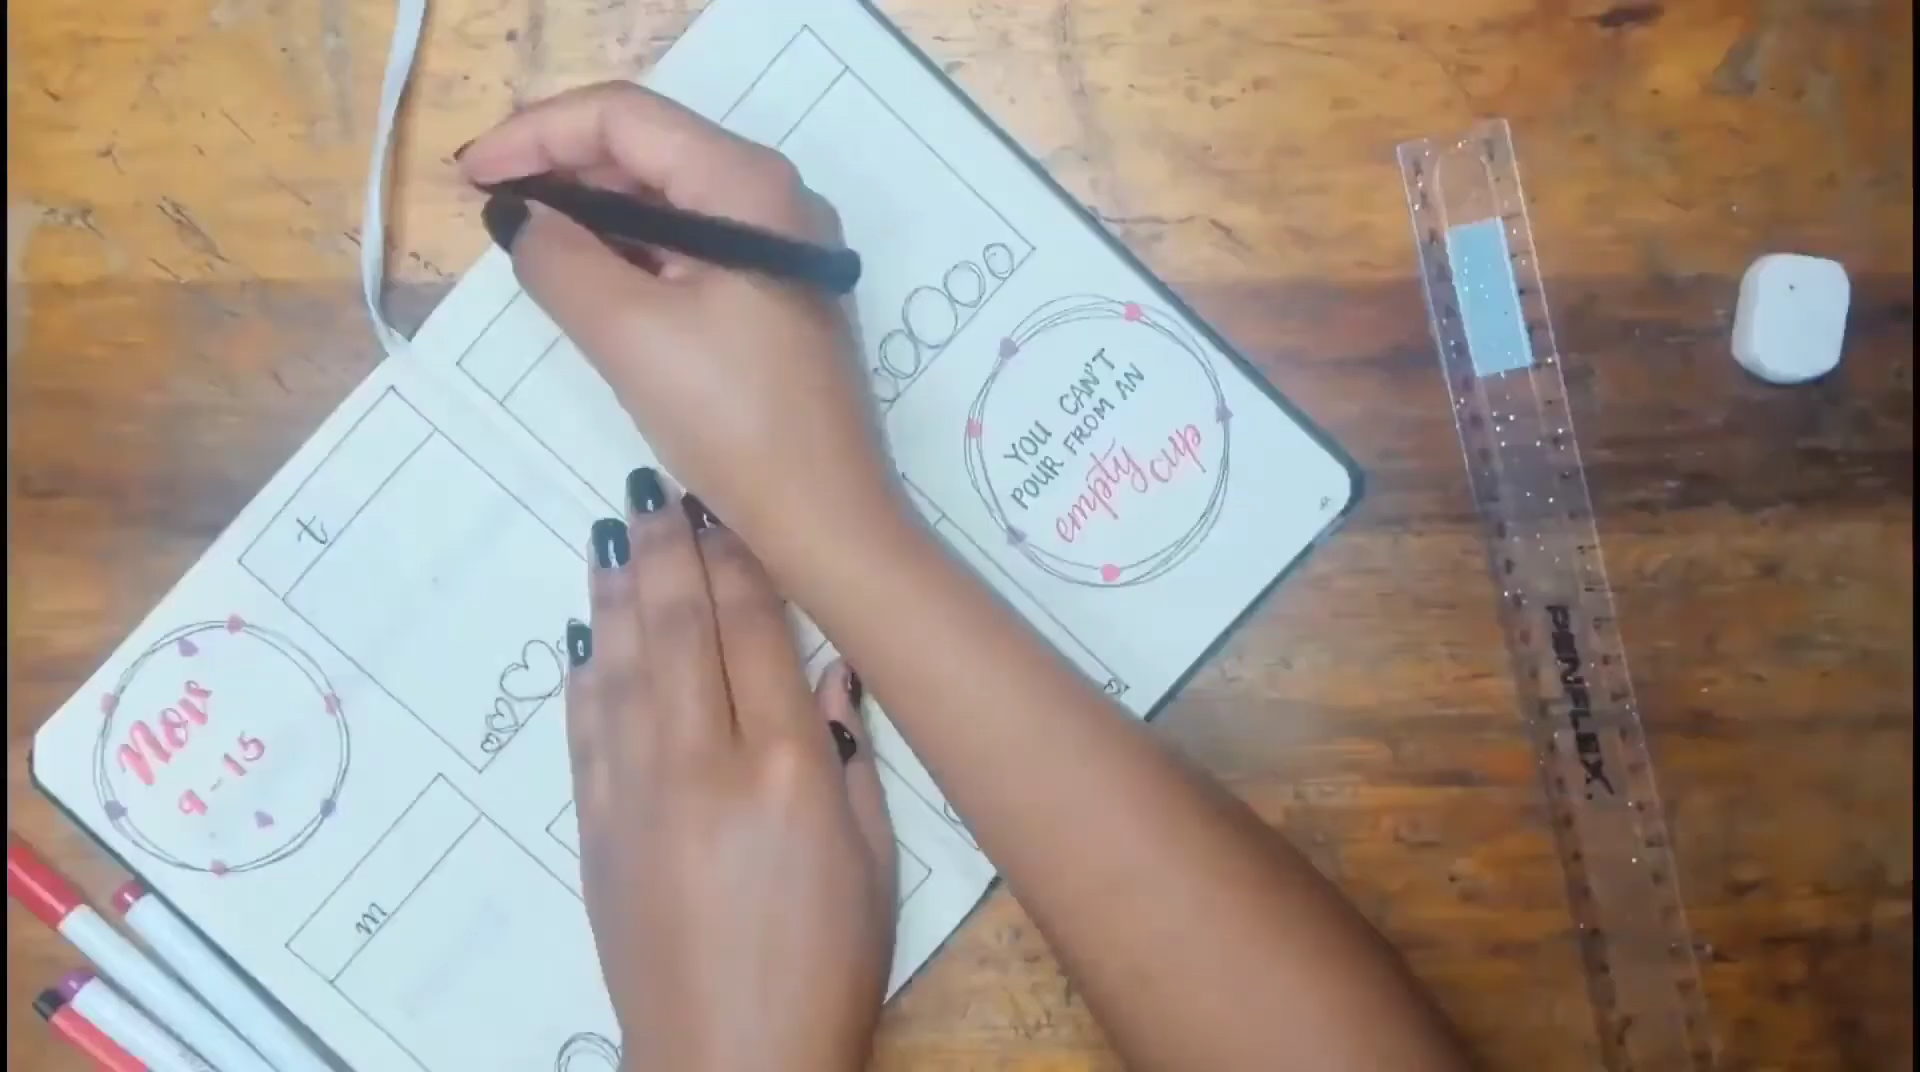 t
Nov
9-15
m
YOU CAN'T
POUR FROM AN
empty cup
PENFLEX.